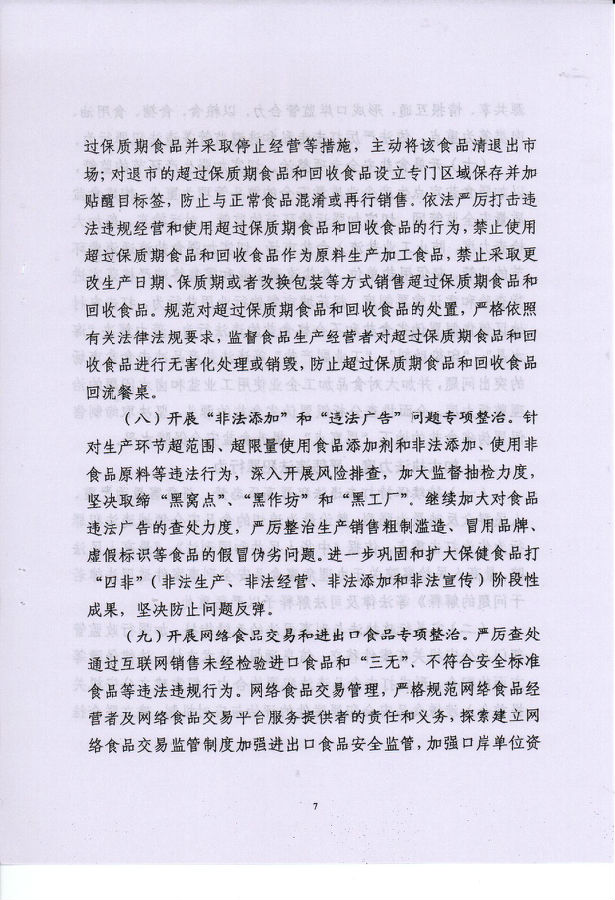 过保质期食品并采取停止经营等措施，主动将该食品清退出市
场；对退市的超过保质期食品和回收食品设立专门区域保存并加
贴醒目标签，防止与正常食品混淆或再行销售。依法严厉打击违
法违规经营和使用超过保质期食品和回收食品的行为，禁止使用
超过保质期食品和回收食品作为原料生产加工食品，禁止采取更
改生产日期、保质期或者改换包装等方式销售超过保质期食品和
回收食品。规范对超过保质期食品和回收食品的处置，严格依照
有关法律法规要求，监督食品生产经营者对超过保质期食品和回
收食品进行无害化处理或销毁，防止超过保质期食品和回收食品
回流餐桌。
（八）开展“非法添加”和“违法广告”问题专项整治。针
对生产环节超范围、超限量使用食品添加剂和非法添加、使用非
食品原料等违法行为，深入开展风险排查，加大监督抽检力度，
坚决取缔“黑窝点”、“黑作坊”和“黑工厂”。继续加大对食品
违法广告的查处力度，严厉整治生产销售粗制滥造、冒用品牌、
虚假标识等食品的假冒伪劣问题。进一步巩固和扩大保健食品打
“四非”（非法生产、非法经营、非法添加和非法宣传）阶段性
成果，坚决防止问题反弹。
（九）开展网络食品交易和进出口食品专项整治。严厉查处
通过互联网销售未经检验进口食品和“三无”、不符合安全标准
食品等违法违规行为。网络食品交易管理，严格规范网络食品经
营者及网络食品交易平台服务提供者的责任和义务，探索建立网
络食品交易监管制度加强进出口食品安全监管，加强口岸单位资
7